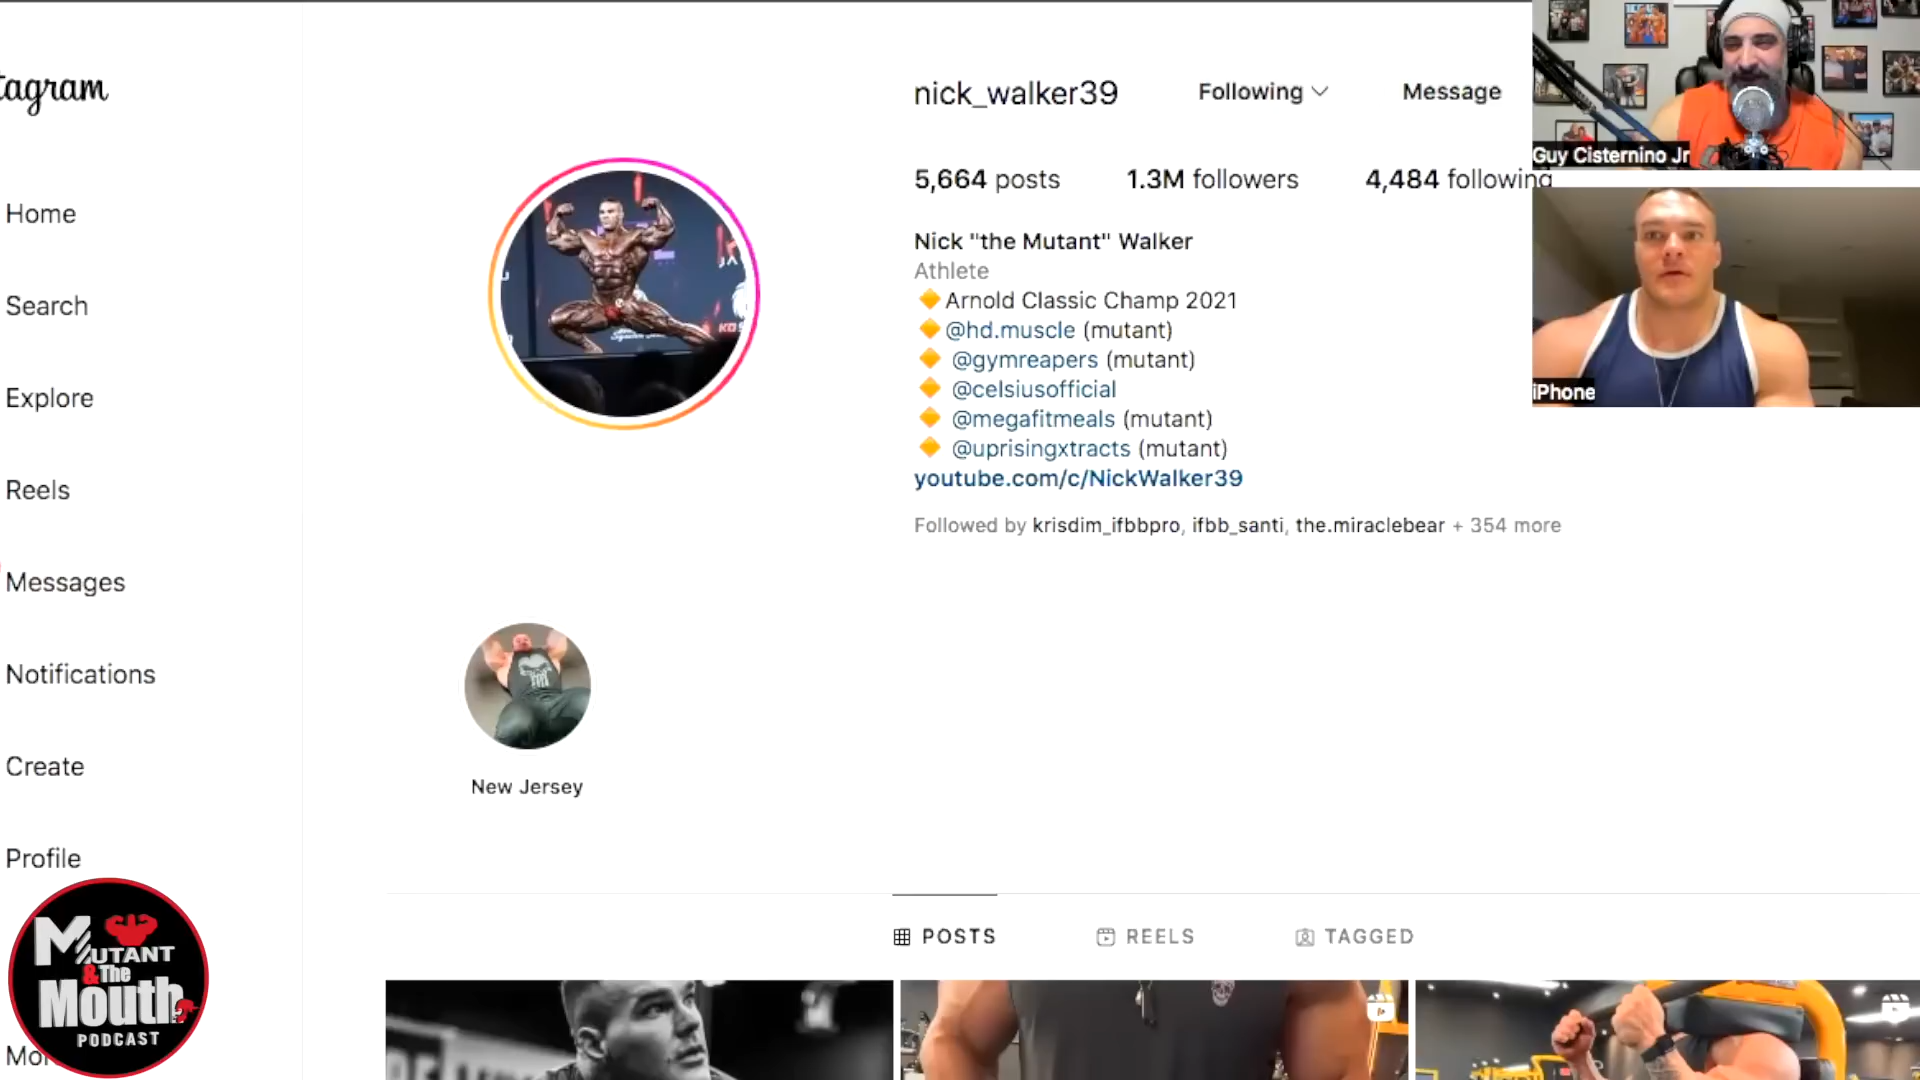 tagram
Home
Search
Explore
Reels
Messages
Notifications
Create
Profile
nick_walker39
Following
Message
5,664 posts
1.3M followers
4,484 following
Nick "the Mutant" Walker
Athlete
🔶Arnold Classic Champ 2021
🔶@hd.muscle (mutant)
🔶 @gymreapers (mutant)
🔶 @celsiusofficial
🔶 @megafitmeals (mutant)
🔶 @uprisingxtracts (mutant)
youtube.com/c/NickWalker39
Followed by krisdim_ifbbpro, ifbb_santi, the.miraclebear + 354 more
New Jersey
POSTS
REELS
TAGGED
Guy Cisternino Jr
iPhone
MUTANT
&The
Mouth
PODCAST